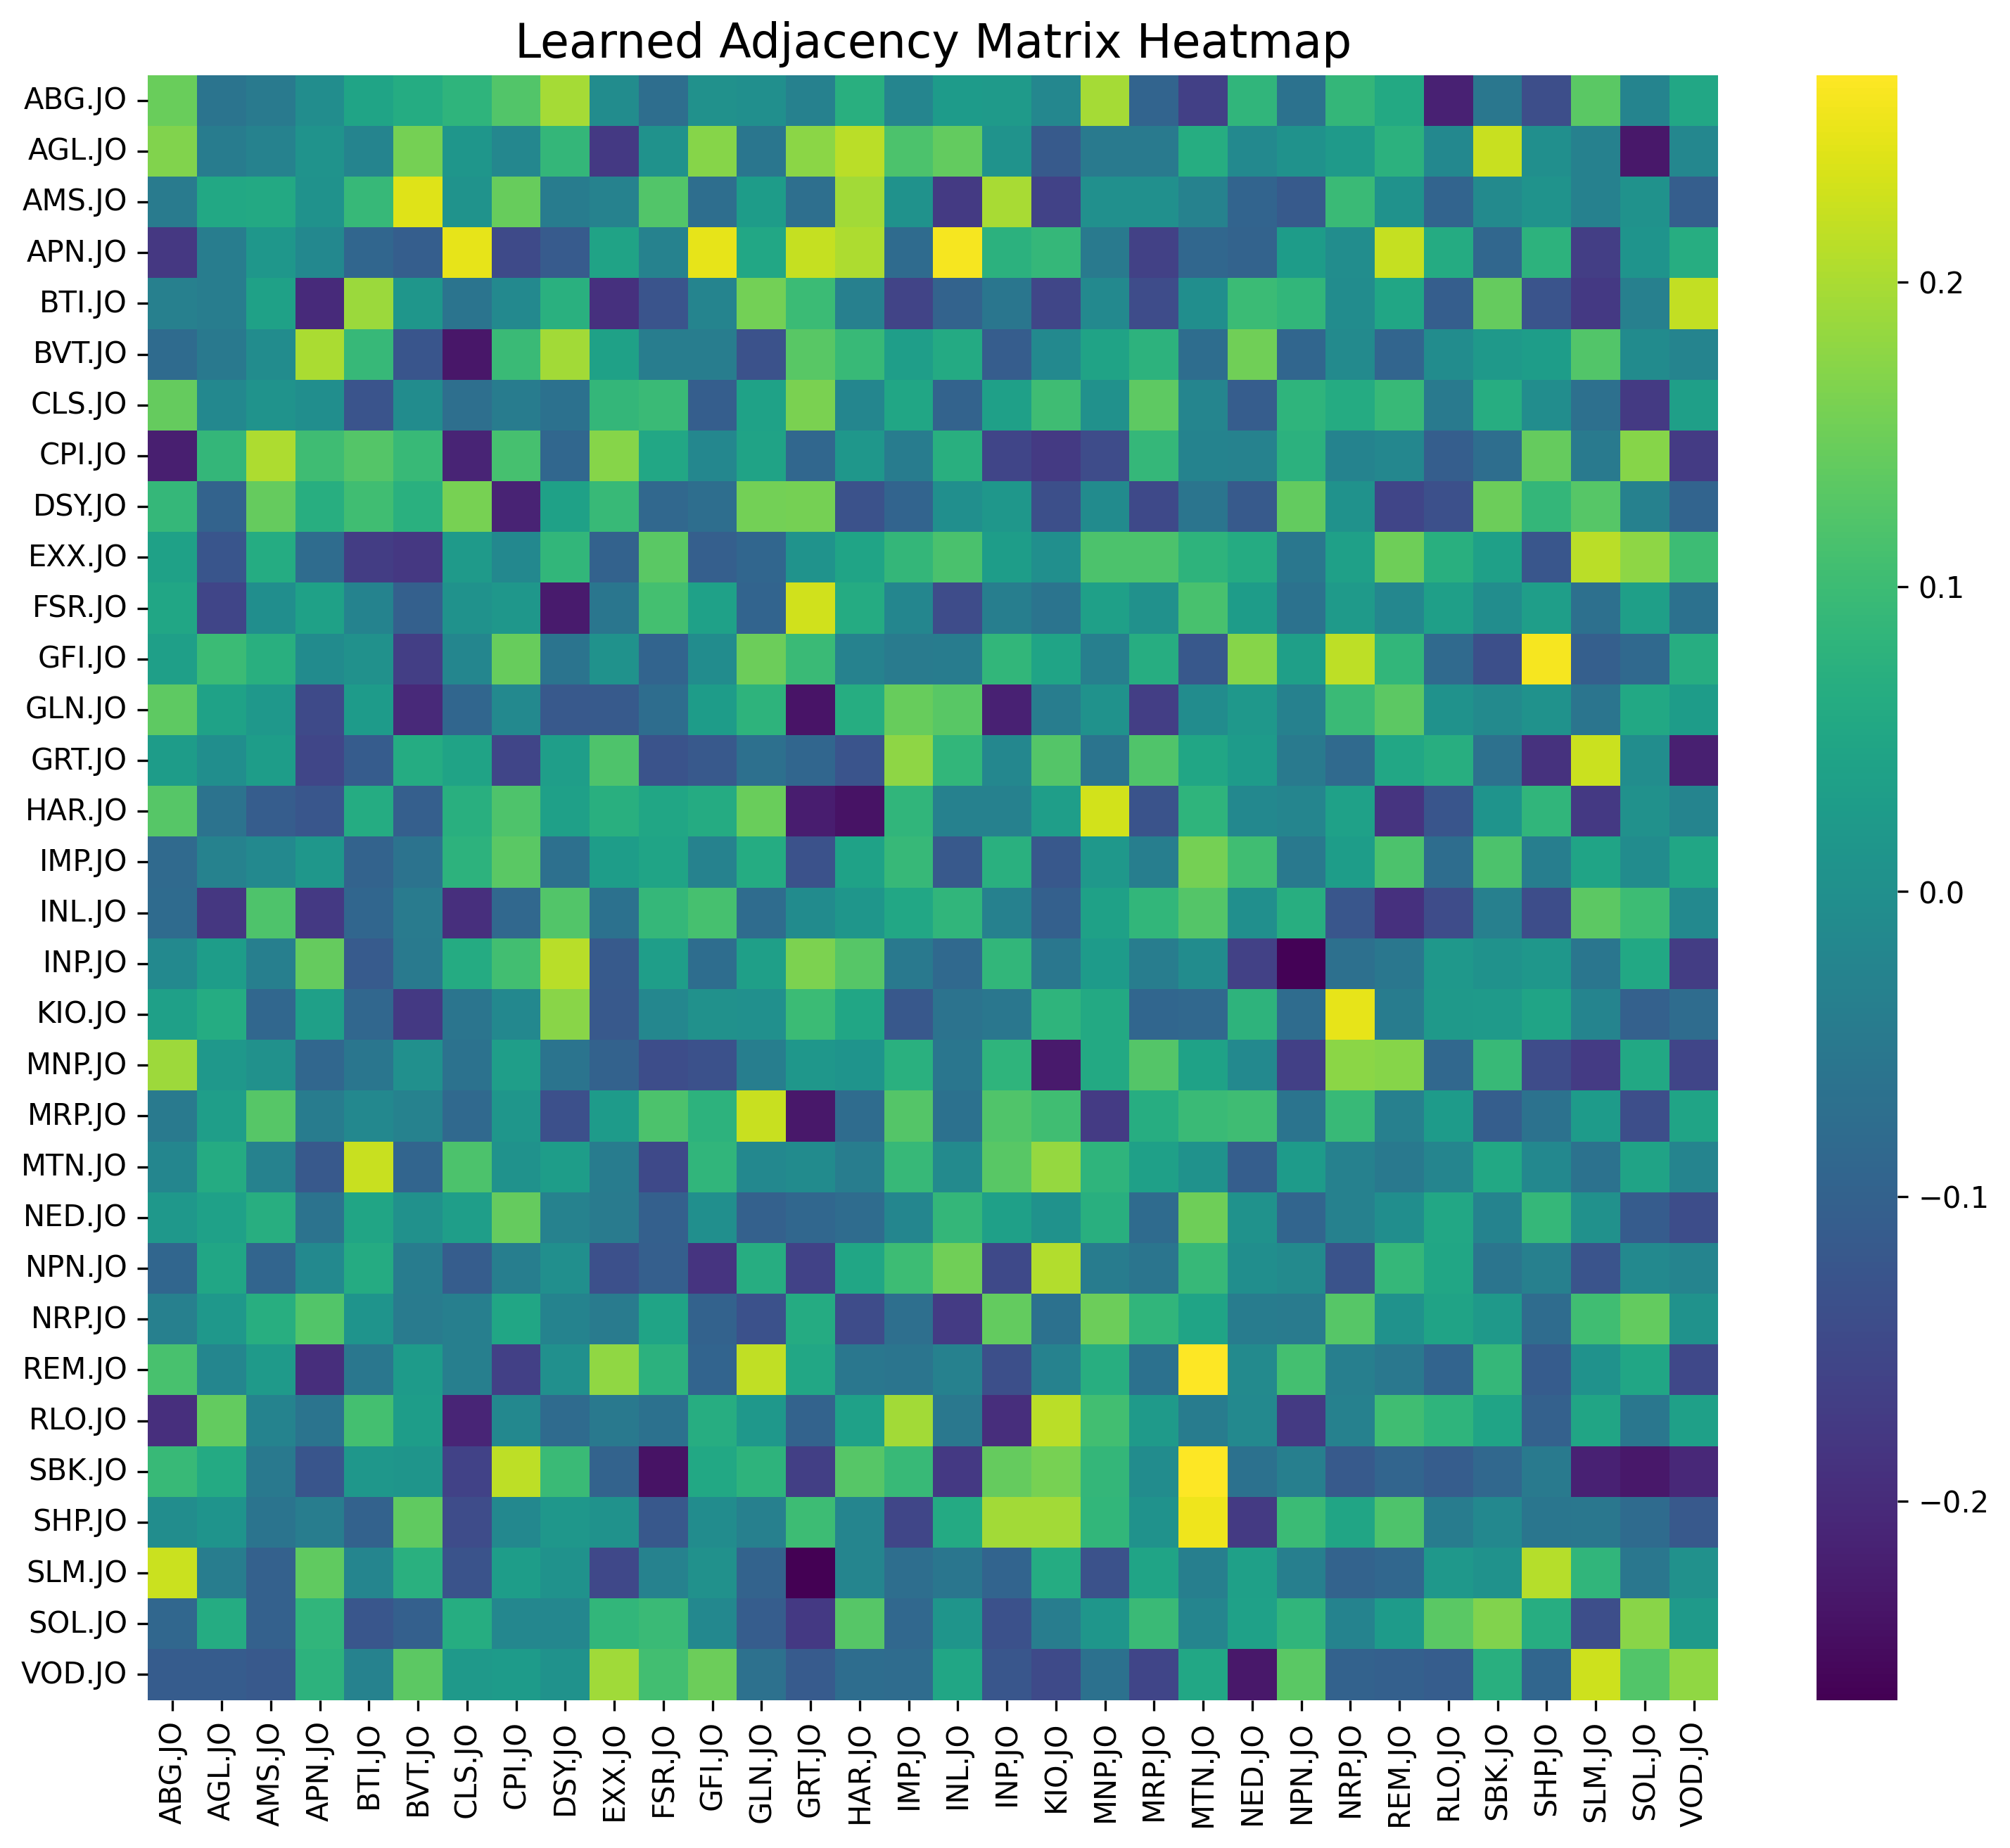 Learned Adjacency Matrix Heatmap
ABG.JO
AGL.JO
AMS.JO
APN.JO
BTI.JO
BVT.JO
CLS.JO
CPI.JO
DSY.JO
EXX.JO
FSR.JO
GFI.JO
GLN.JO
GRT.JO
HAR.JO
IMP.JO
INL.JO
INP.JO
KIO.JO
MNP.JO
MRP.JO
MTN.JO
NED.JO
NPN.JO
NRP.JO
REM.JO
RLO.JO
SBK.JO
SHP.JO
SLM.JO
SOL.JO
VOD.JO
ABG.JO
AGL.JO
AMS.JO
APN.JO
BTI.JO
BVT.JO
CLS.JO
CPI.JO
DSY.JO
EXX.JO
FSR.JO
GFI.JO
GLN.JO
GRT.JO
HAR.JO
IMP.JO
INL.JO
INP.JO
KIO.JO
MNP.JO
MRP.JO
MTN.JO
NED.JO
NPN.JO
NRP.JO
REM.JO
RLO.JO
SBK.JO
SHP.JO
SLM.JO
SOL.JO
VOD.JO
0.2
0.1
0.0
−0.1
−0.2